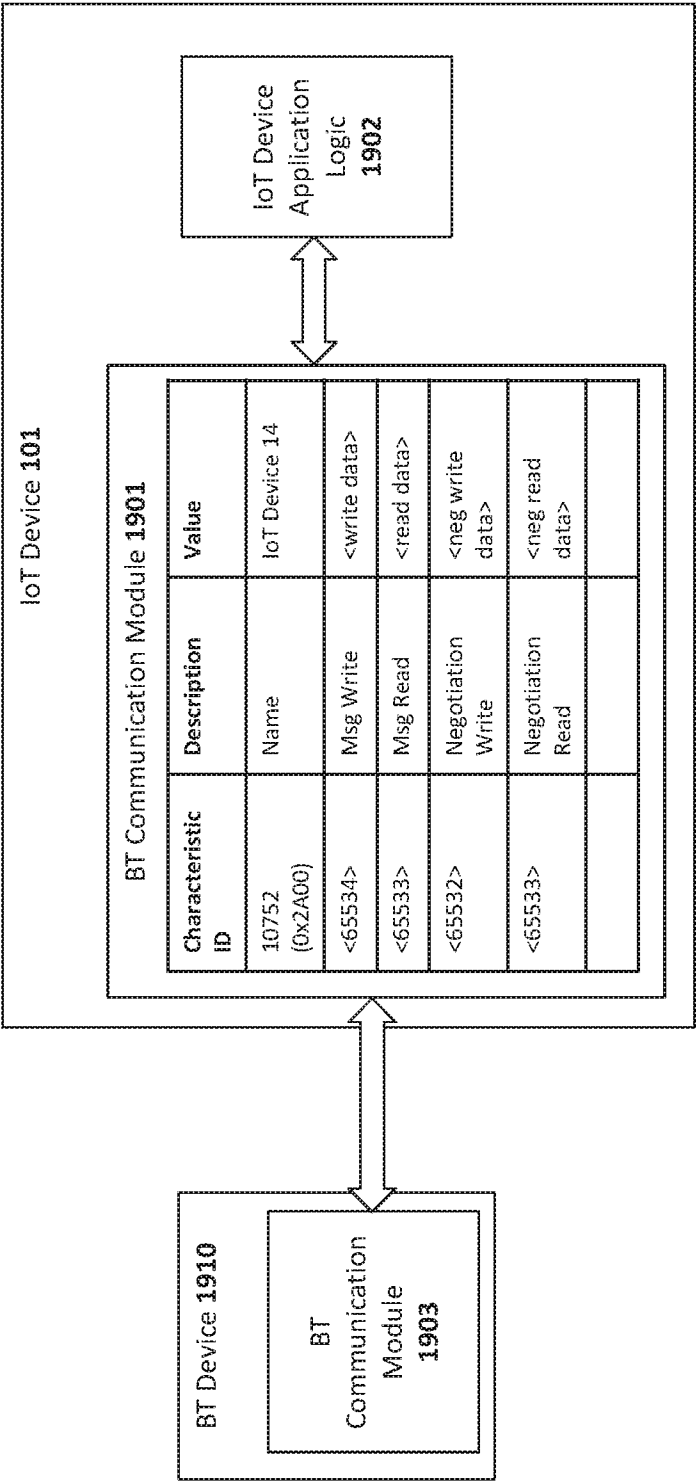 IoT Device 101
BT Device 1910
BT
Communication
Module
1903
BT Communication Module 1901
Characteristic
ID
Description
Value
10752
(0x2A00)
Name
IoT Device 14
<65534>
Msg Write
<write data>
<65533>
Msg Read
<read data>
<65532>
Negotiation
Write
<neg write
data>
<65533>
Negotiation
Read
<neg read
data>
IoT Device
Application
Logic
1902